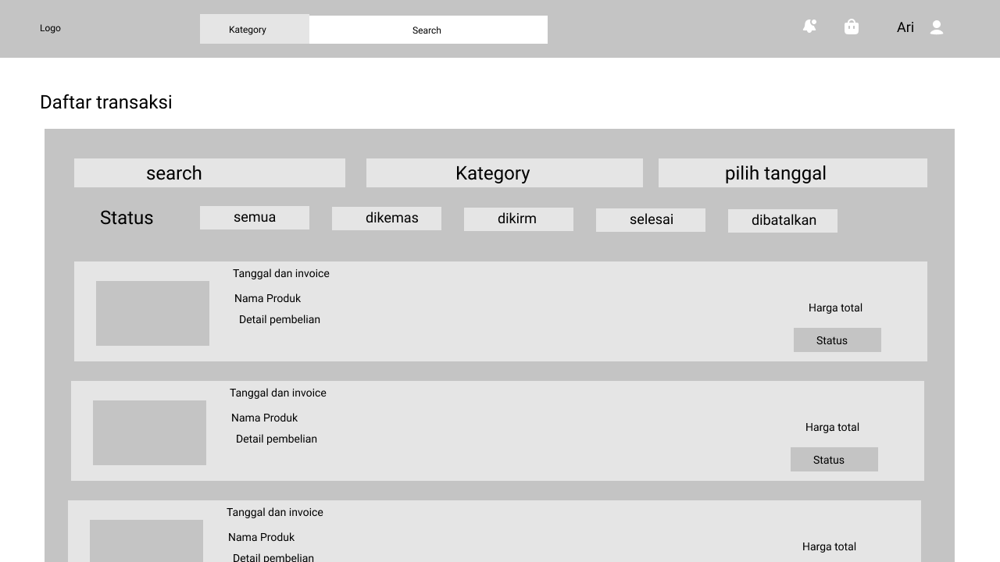 Logo
Kategory
Search
Ari
Daftar transaksi
search
Kategory
pilih tanggal
Status
semua
dikemas
dikirm
selesai
dibatalkan
Tanggal dan invoice
Nama Produk
Detail pembelian
Harga total
Status
Tanggal dan invoice
Nama Produk
Detail pembelian
Harga total
Status
Tanggal dan invoice
Nama Produk
Detail pembelian
Harga total